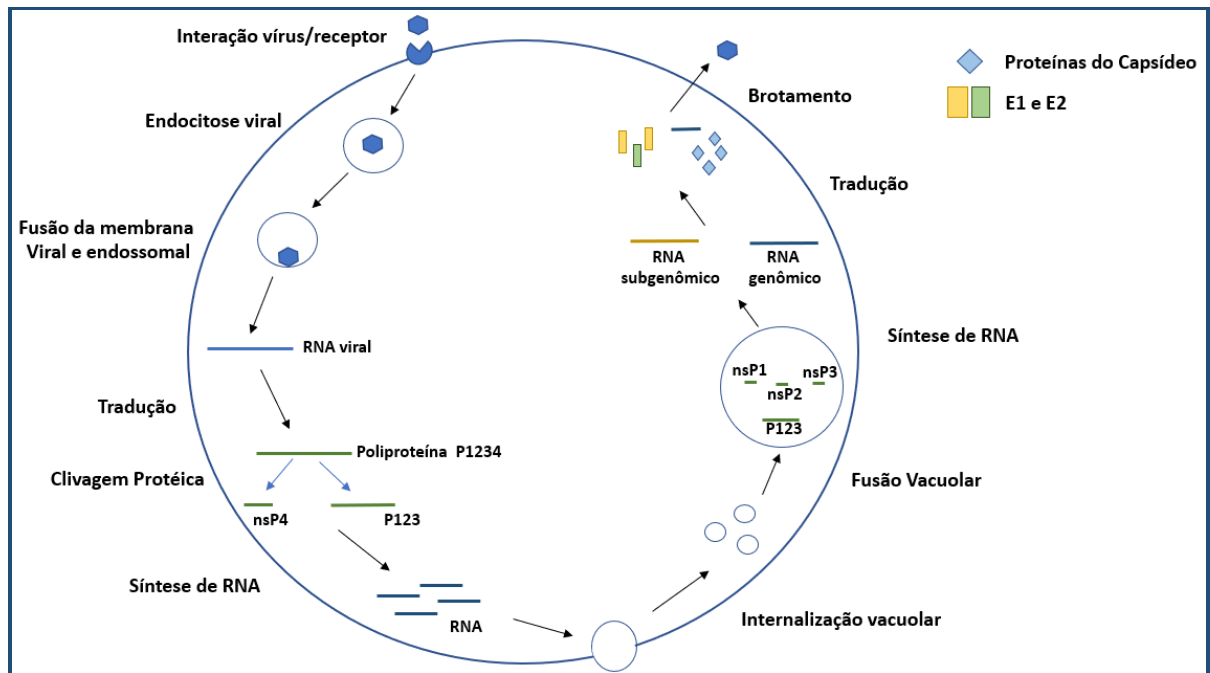 Interação vírus/receptor
Endocitose viral
Fusão da membrana
Viral e endossomal
RNA viral
Tradução
Poliproteína P1234
Clivagem Protéica
nsP4
P123
Síntese de RNA
RNA
Internalização vacuolar
Fusão Vacuolar
nsP1
nsP2
nsP3
P123
Síntese de RNA
RNA
subgenômico
RNA
genômico
Tradução
Brotamento
Proteínas do Capsídeo
E1 e E2